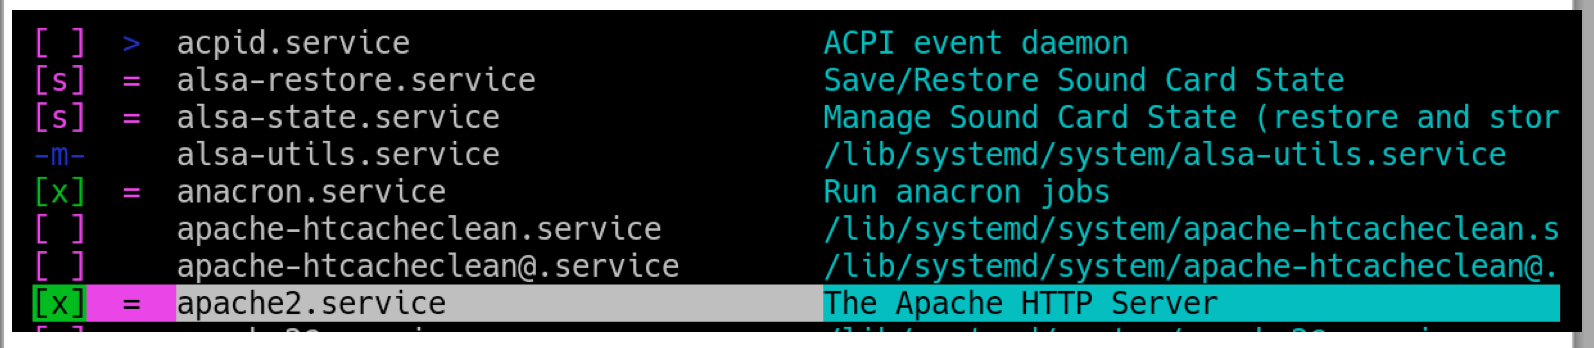 [ ] > acpid.service ACPI event daemon
[s] = alsa-restore.service Save/Restore Sound Card State
[s] = alsa-state.service Manage Sound Card State (restore and stor
-m- alsa-utils.service /lib/systemd/system/alsa-utils.service
[x] = anacron.service Run anacron jobs
[ ] apache-htcacheclean.service /lib/systemd/system/apache-htcacheclean.s
[ ] apache-htcacheclean@.service /lib/systemd/system/apache-htcacheclean@.
[x] = apache2.service The Apache HTTP Server